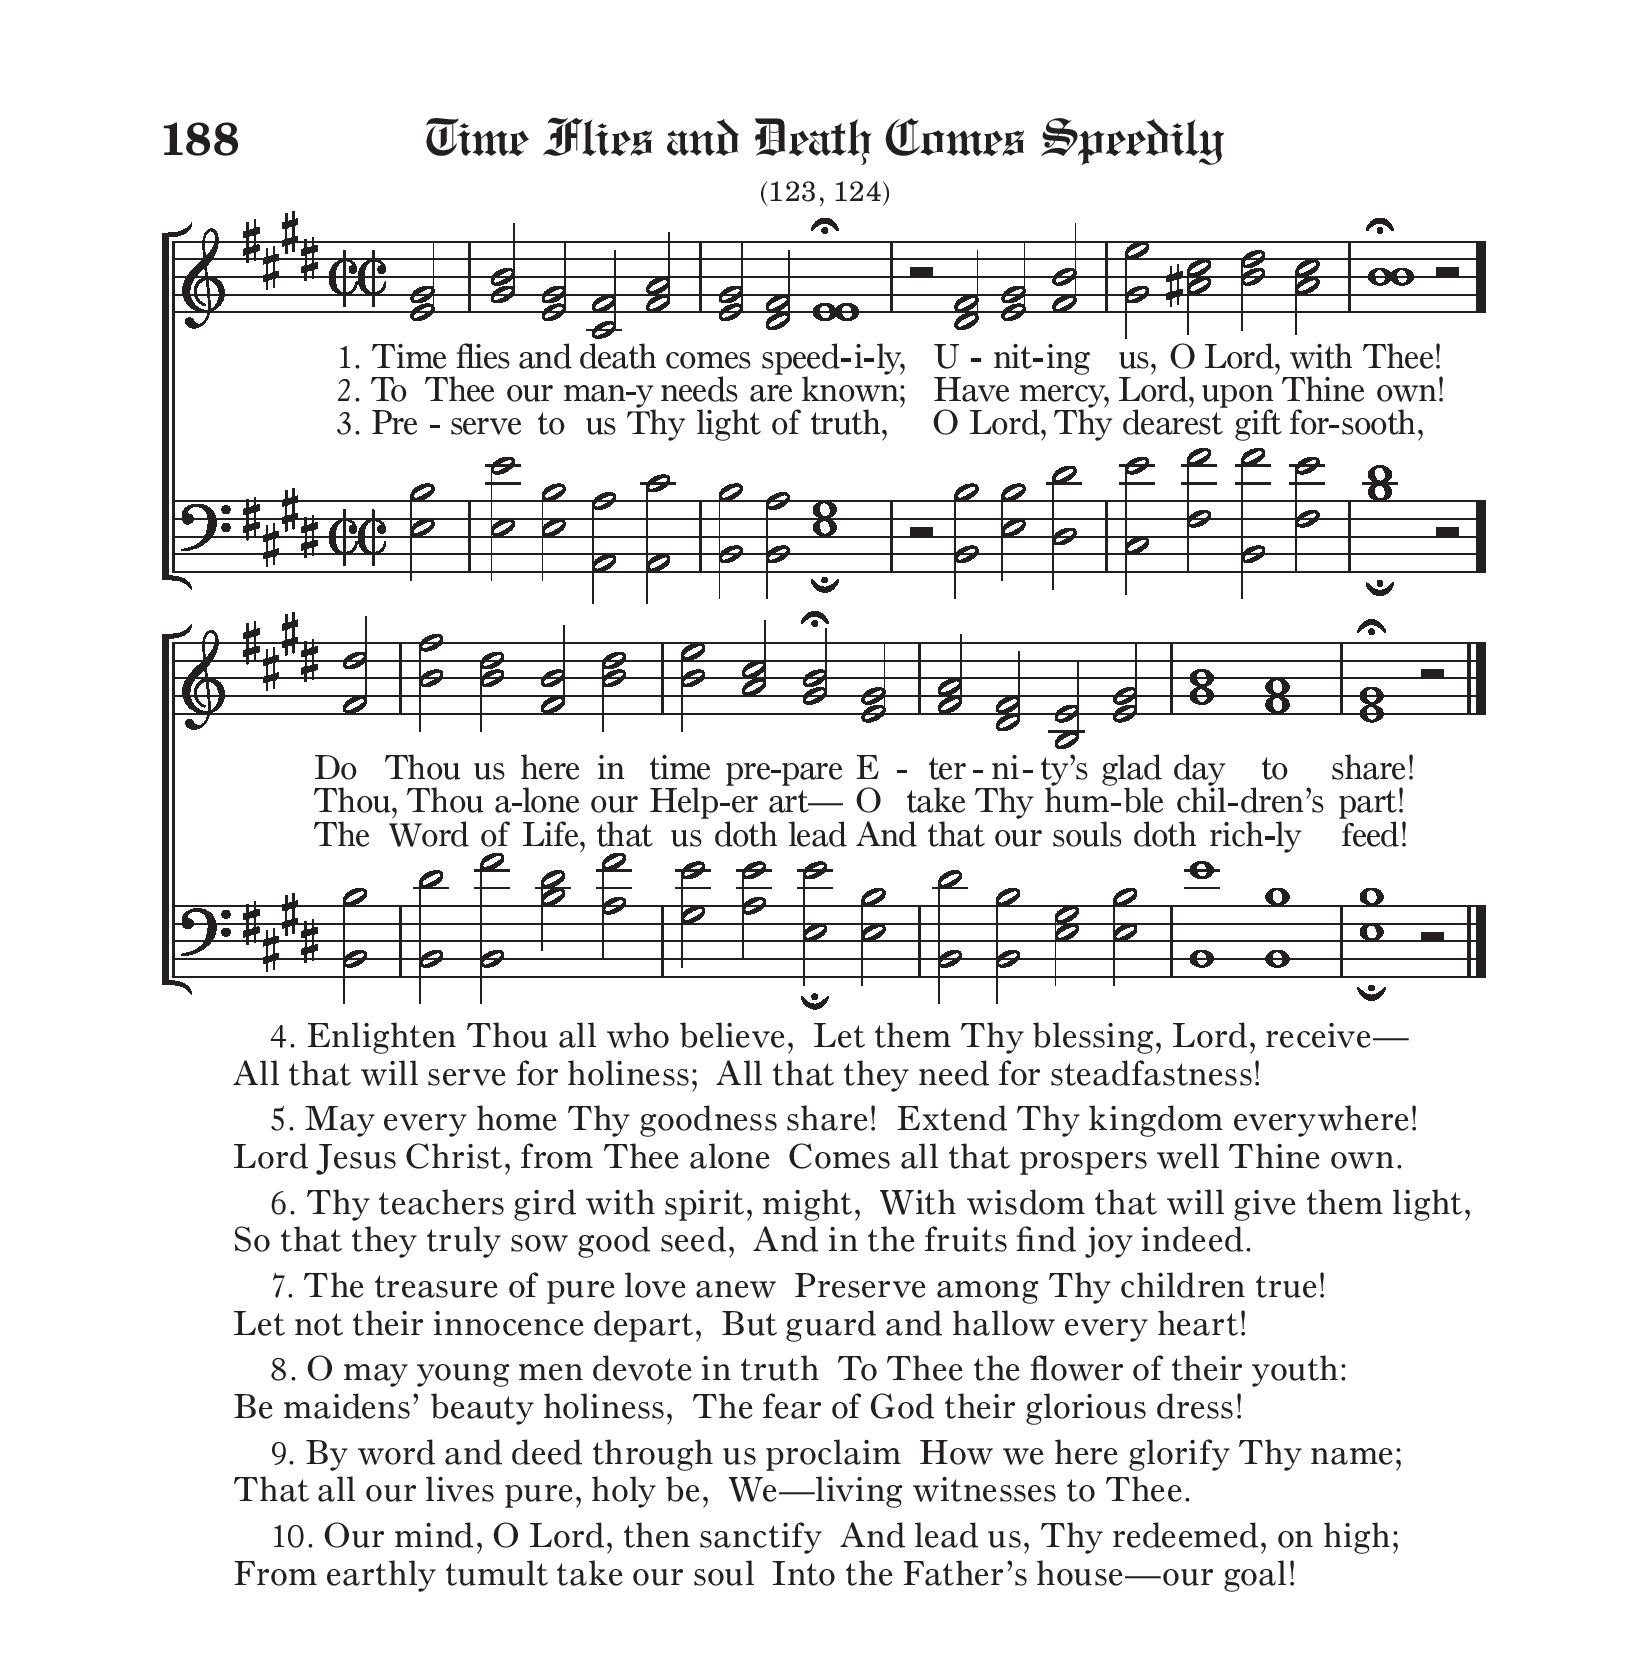 188 Time Flies and Death Comes Speedily
(123, 124)
1. Time flies and death comes speed-i-ly, U - nit-ing us, O Lord, with Thee!
2. To Thee our man-y needs are known; Have mercy, Lord, upon Thine own!
3. Pre - serve to us Thy light of truth, O Lord, Thy dearest gift for-sooth,
Do Thou us here in time pre-pare E - ter - ni - ty’s glad day to share!
Thou, Thou a-lone our Help-er art— O take Thy hum-ble chil-dren’s part!
The Word of Life, that us doth lead And that our souls doth rich-ly feed!
4. Enlighten Thou all who believe, Let them Thy blessing, Lord, receive—
All that will serve for holiness; All that they need for steadfastness!
5. May every home Thy goodness share! Extend Thy kingdom everywhere!
Lord Jesus Christ, from Thee alone Comes all that prospers well Thine own.
6. Thy teachers gird with spirit, might, With wisdom that will give them light,
So that they truly sow good seed, And in the fruits find joy indeed.
7. The treasure of pure love anew Preserve among Thy children true!
Let not their innocence depart, But guard and hallow every heart!
8. O may young men devote in truth To Thee the flower of their youth:
Be maidens’ beauty holiness, The fear of God their glorious dress!
9. By word and deed through us proclaim How we here glorify Thy name;
That all our lives pure, holy be, We—living witnesses to Thee.
10. Our mind, O Lord, then sanctify And lead us, Thy redeemed, on high;
From earthly tumult take our soul Into the Father’s house—our goal!